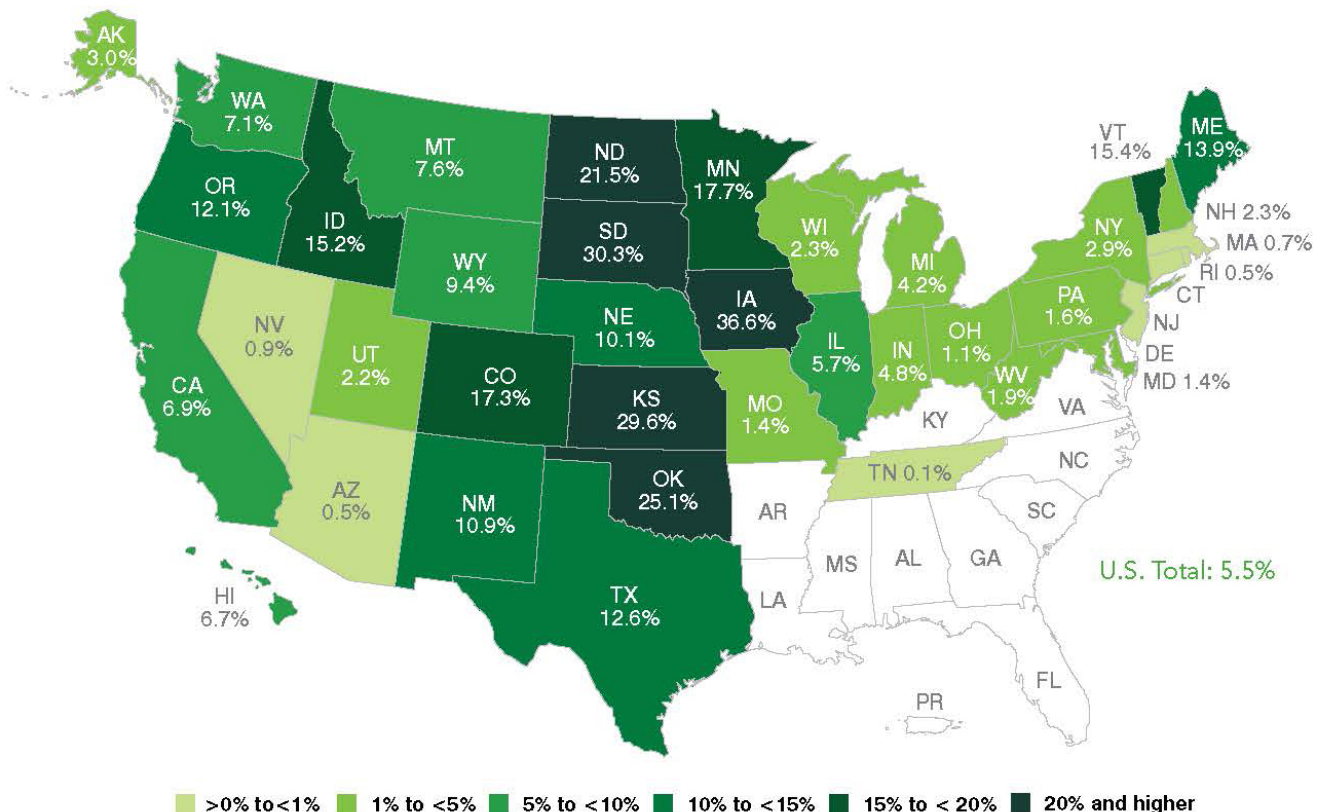 AK
3.0%
WA
7.1%
MT
7.6%
ND
21.5%
MN
17.7%
VT
15.4%
ME
13.9%
OR
12.1%
ID
15.2%
WY
9.4%
SD
30.3%
WI
2.3%
MI
4.2%
NY
2.9%
NH 2.3%
MA 0.7%
RI 0.5%
CT
NJ
DE
MD 1.4%
NV
0.9%
UT
2.2%
CO
17.3%
NE
10.1%
IA
36.6%
IL
5.7%
IN
4.8%
OH
1.1%
PA
1.6%
WV
1.9%
VA
CA
6.9%
KS
29.6%
MO
1.4%
KY
AZ
0.5%
NM
10.9%
OK
25.1%
AR
TN 0.1%
NC
SC
HI
6.7%
TX
12.6%
LA
MS
AL
GA
U.S. Total: 5.5%
FL
PR
>0% to <1%
1% to <5%
5% to <10%
10% to <15%
15% to < 20%
20% and higher